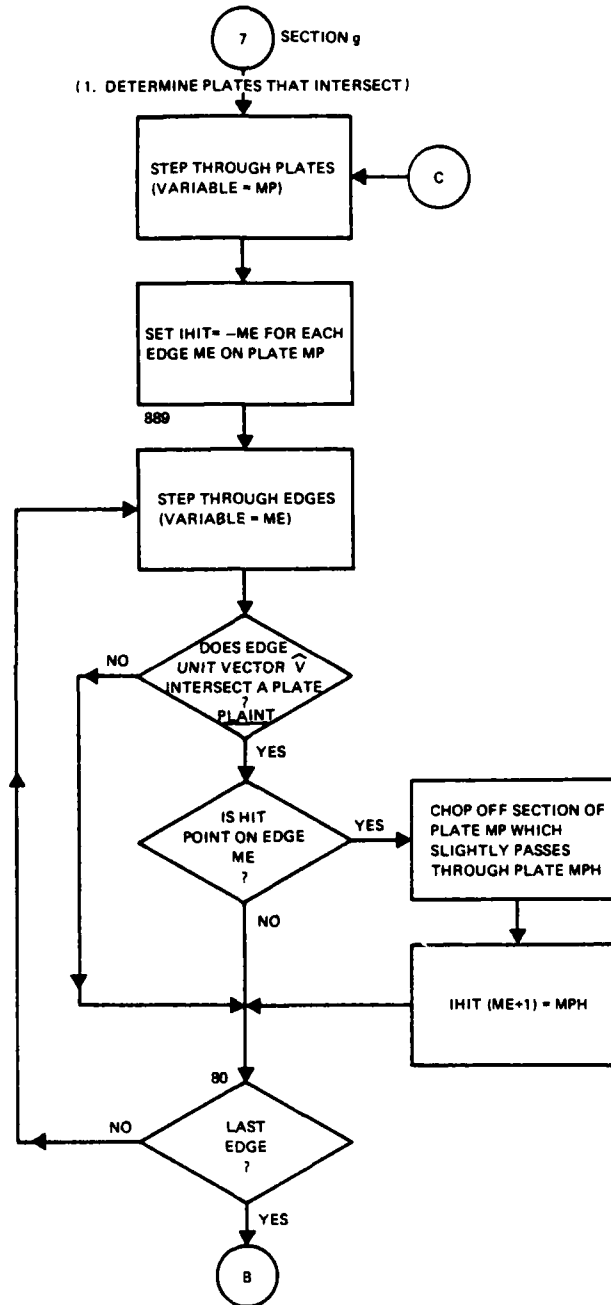 7 SECTION g
(1. DETERMINE PLATES THAT INTERSECT)
STEP THROUGH PLATES
(VARIABLE = MP)
C
SET IHIT= -ME FOR EACH
EDGE ME ON PLATE MP
889
STEP THROUGH EDGES
(VARIABLE = ME)
NO
DOES EDGE
UNIT VECTOR V̂
INTERSECT A PLATE
?
PLAINT
YES
IS HIT
POINT ON EDGE
ME
?
YES
CHOP OFF SECTION OF
PLATE MP WHICH
SLIGHTLY PASSES
THROUGH PLATE MPH
NO
IHIT (ME+1) = MPH
80
NO
LAST
EDGE
?
YES
B